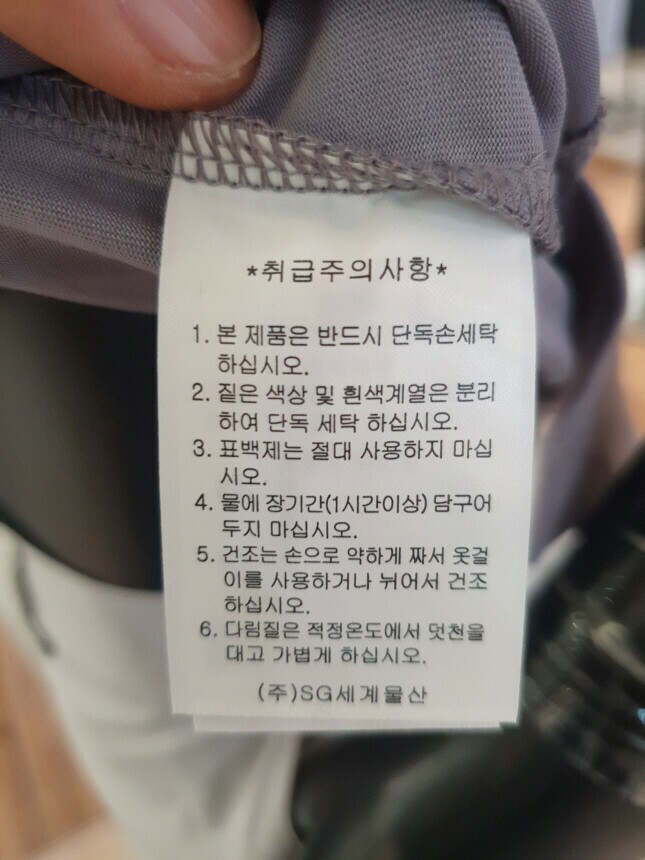 *취급주의사항*
1. 본 제품은 반드시 단독손세탁
하십시오.
2. 짙은 색상 및 흰색계열은 분리
하여 단독 세탁 하십시오.
3. 표백제는 절대 사용하지 마십
시오.
4. 물에 장기간(1시간이상) 담구어
두지 마십시오.
5. 건조는 손으로 약하게 짜서 옷걸
이를 사용하거나 뉘어서 건조
하십시오.
6. 다림질은 적정온도에서 덧천을
대고 가볍게 하십시오.
(주)SG세계물산